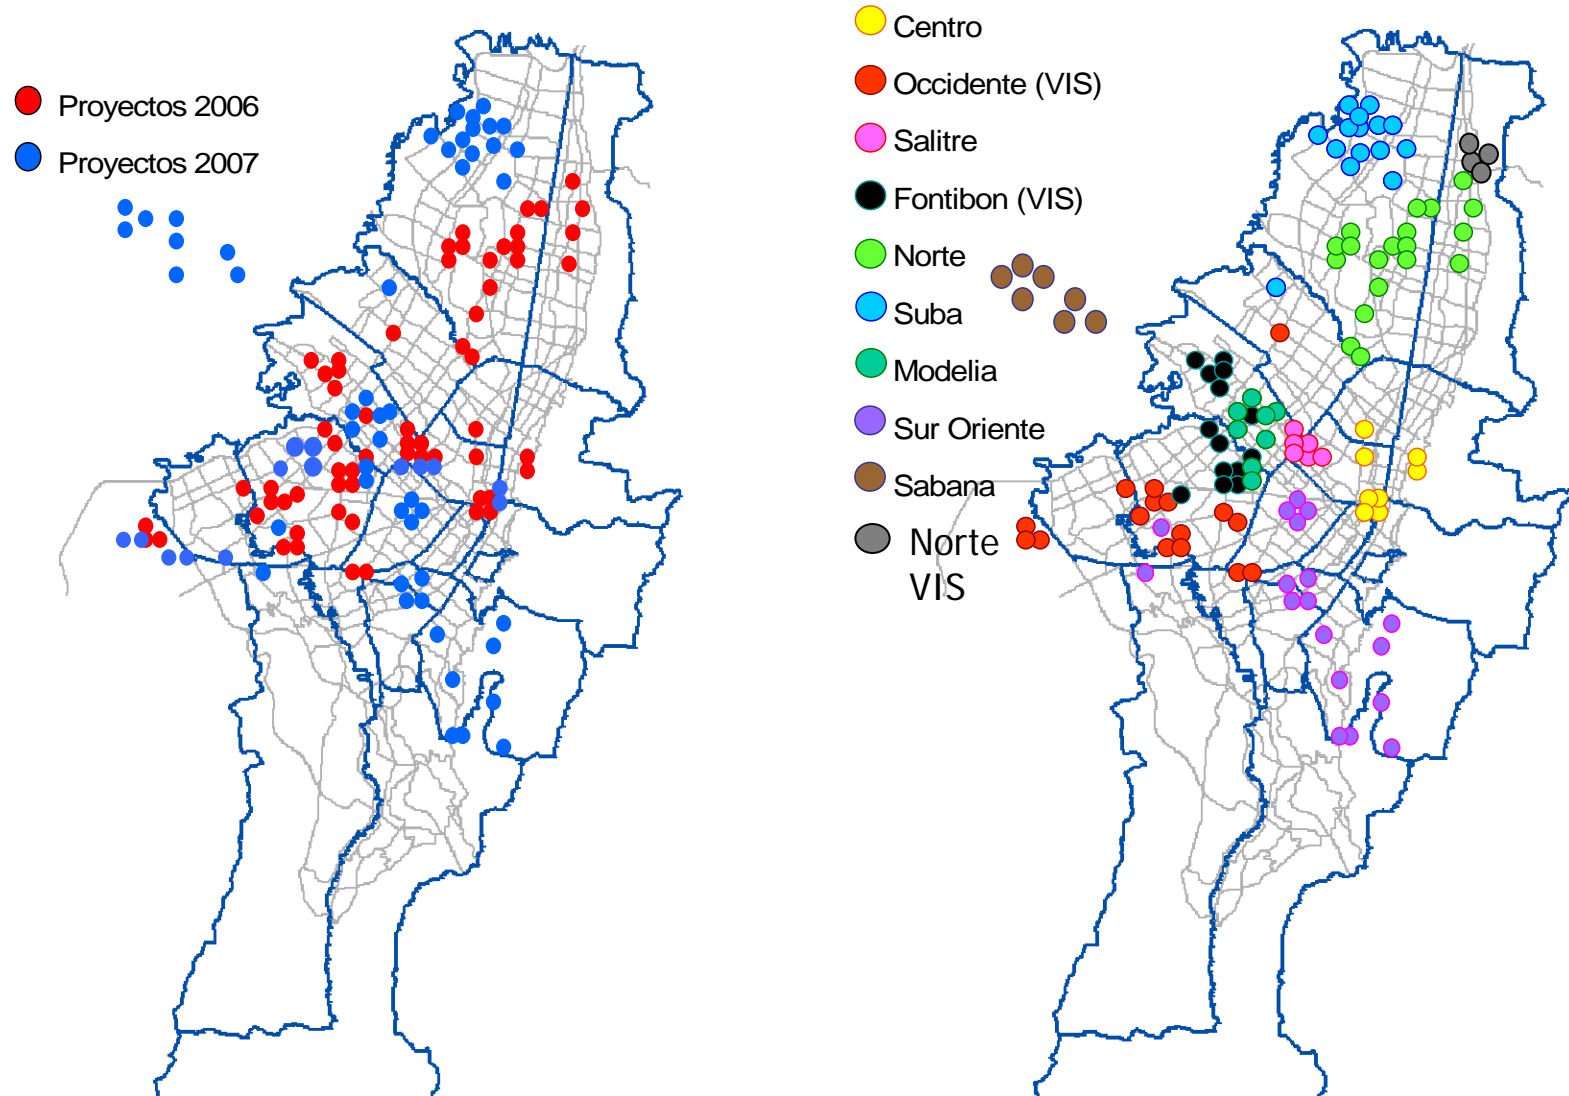 Proyectos 2006
Proyectos 2007
Centro
Occidente (VIS)
Salitre
Fontibon (VIS)
Norte
Suba
Modelia
Sur Oriente
Sabana
Norte
VIS